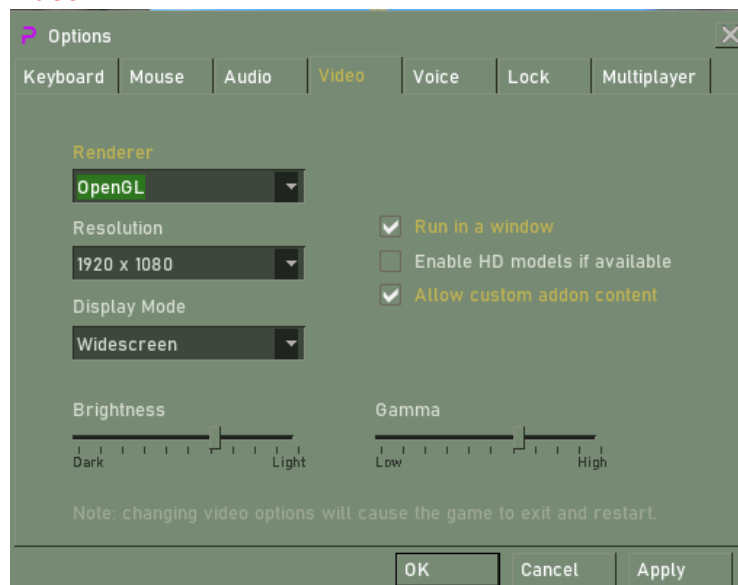 Options
Keyboard Mouse Audio Video Voice Lock Multiplayer
Renderer
OpenGL
Resolution
1920 x 1080
Display Mode
Widescreen
Run in a window
Enable HD models if available
Allow custom addon content
Brightness
Dark Light
Gamma
Low High
Note: changing video options will cause the game to exit and restart.
OK Cancel Apply